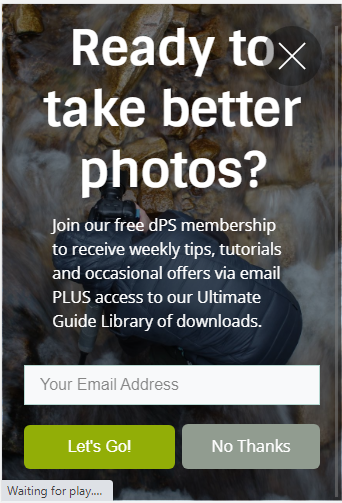 Ready to
take better
photos?
Join our free dPS membership
to receive weekly tips, tutorials
and occasional offers via email
PLUS access to our Ultimate
Guide Library of downloads.
Your Email Address
Let's Go!
No Thanks
Waiting for play....